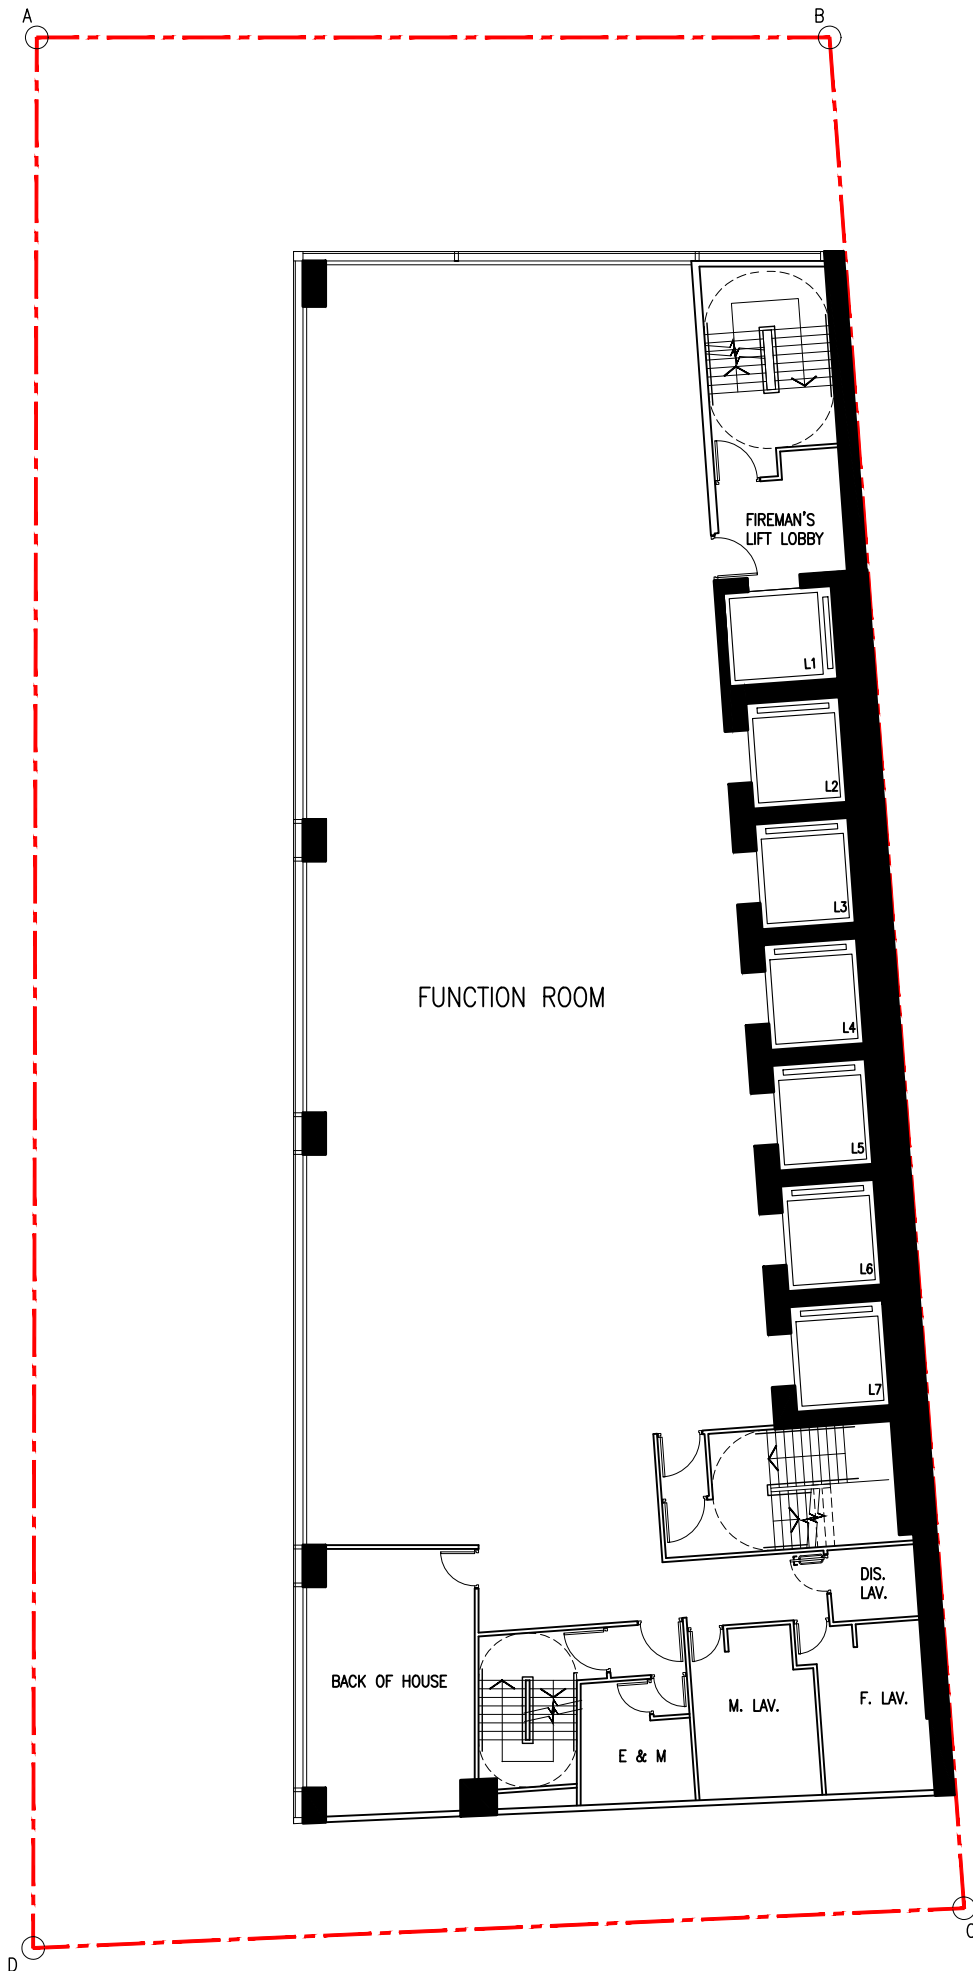 A
B
FIREMAN'S
LIFT LOBBY
L1
L2
L3
FUNCTION ROOM
L4
L5
L6
L7
DIS.
LAV.
BACK OF HOUSE
M. LAV.
F. LAV.
E & M
C
D